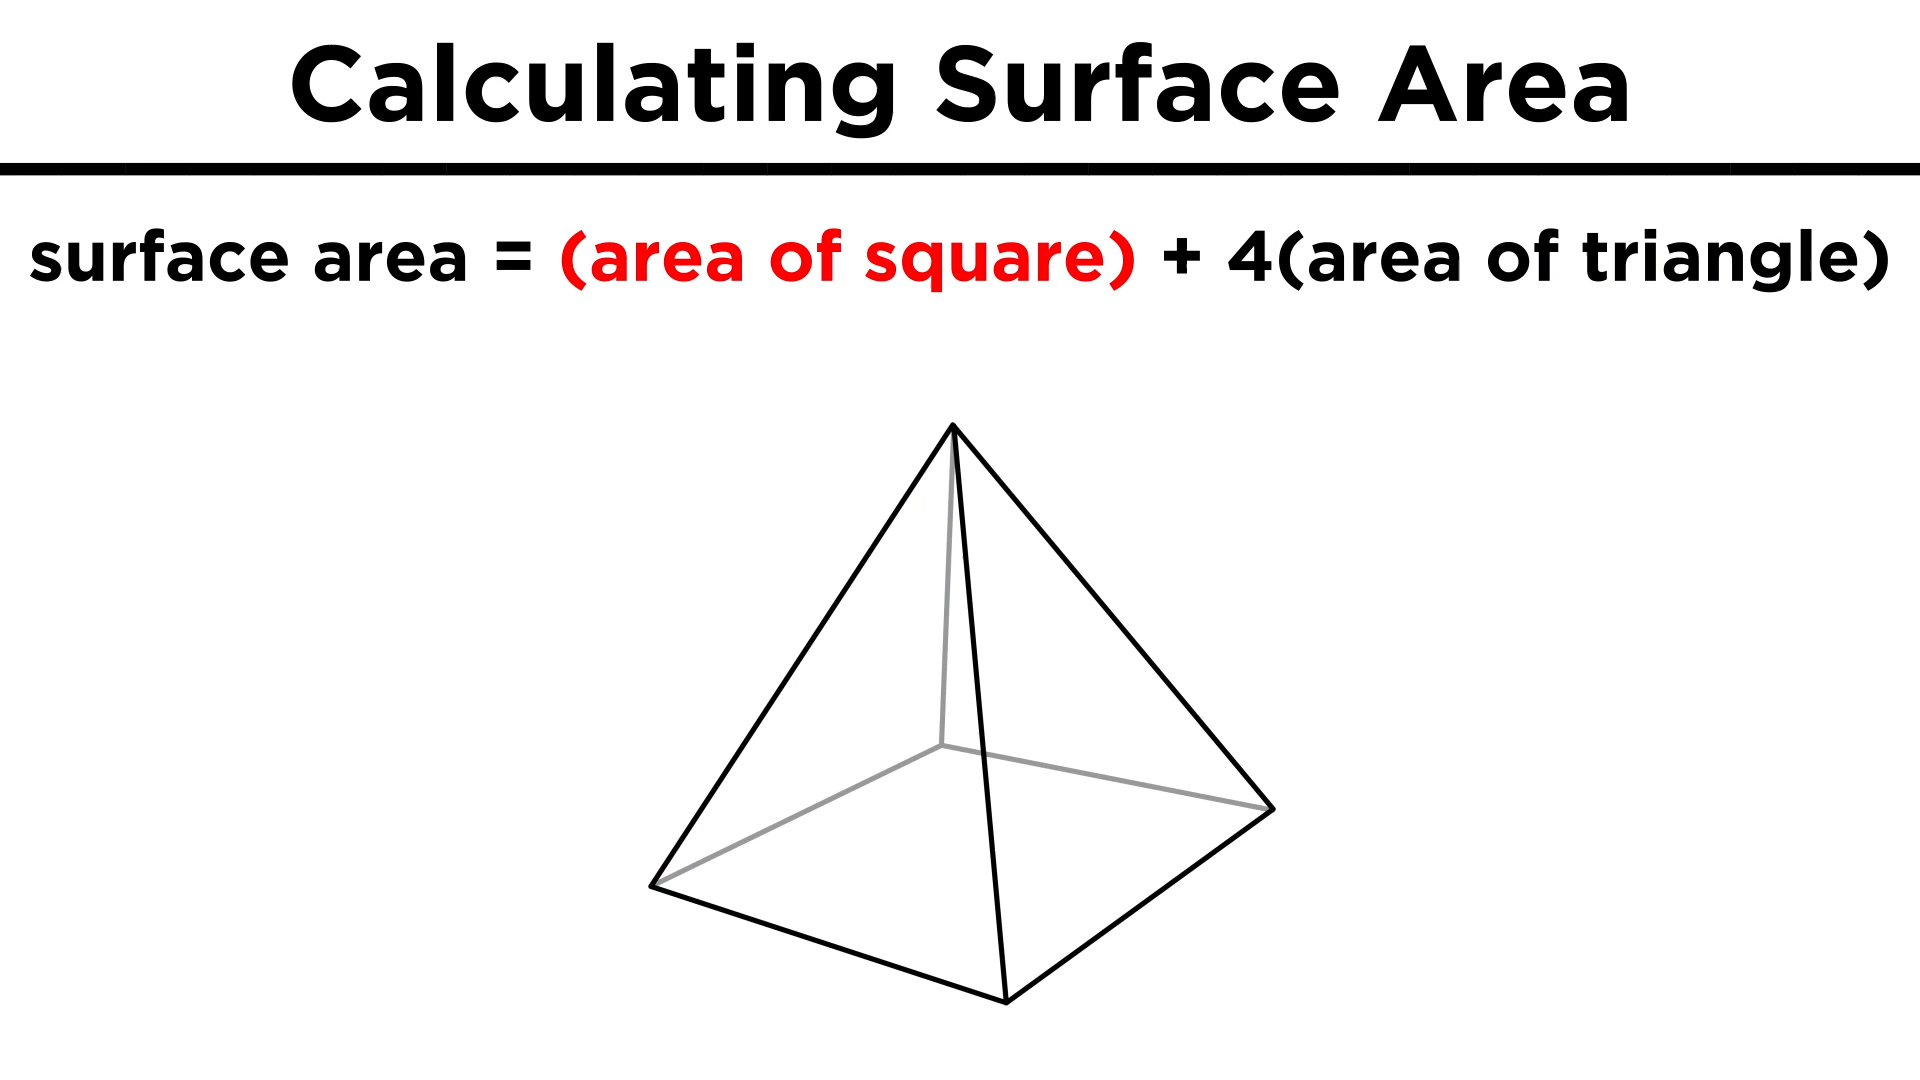 Calculating Surface Area
surface area = (area of square) + 4(area of triangle)